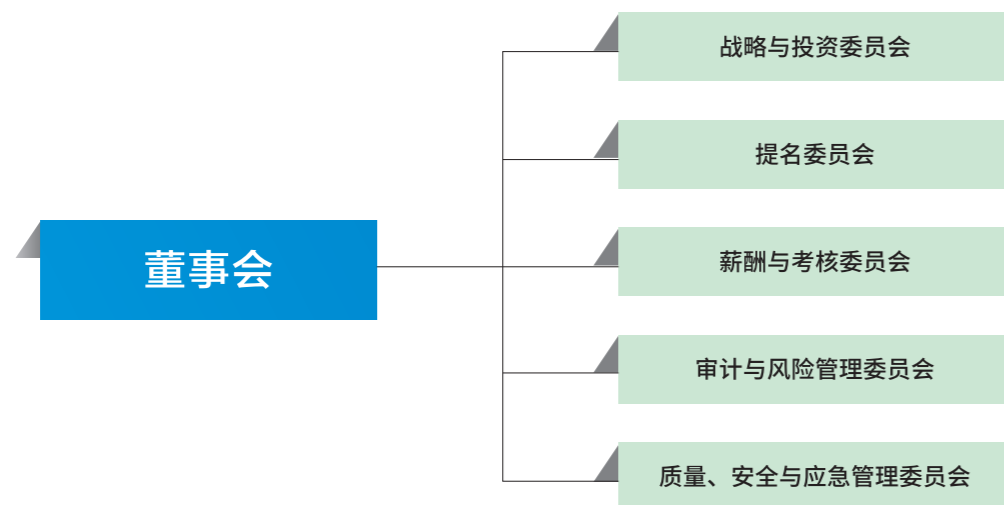 战略与投资委员会
提名委员会
董事会
薪酬与考核委员会
审计与风险管理委员会
质量、安全与应急管理委员会